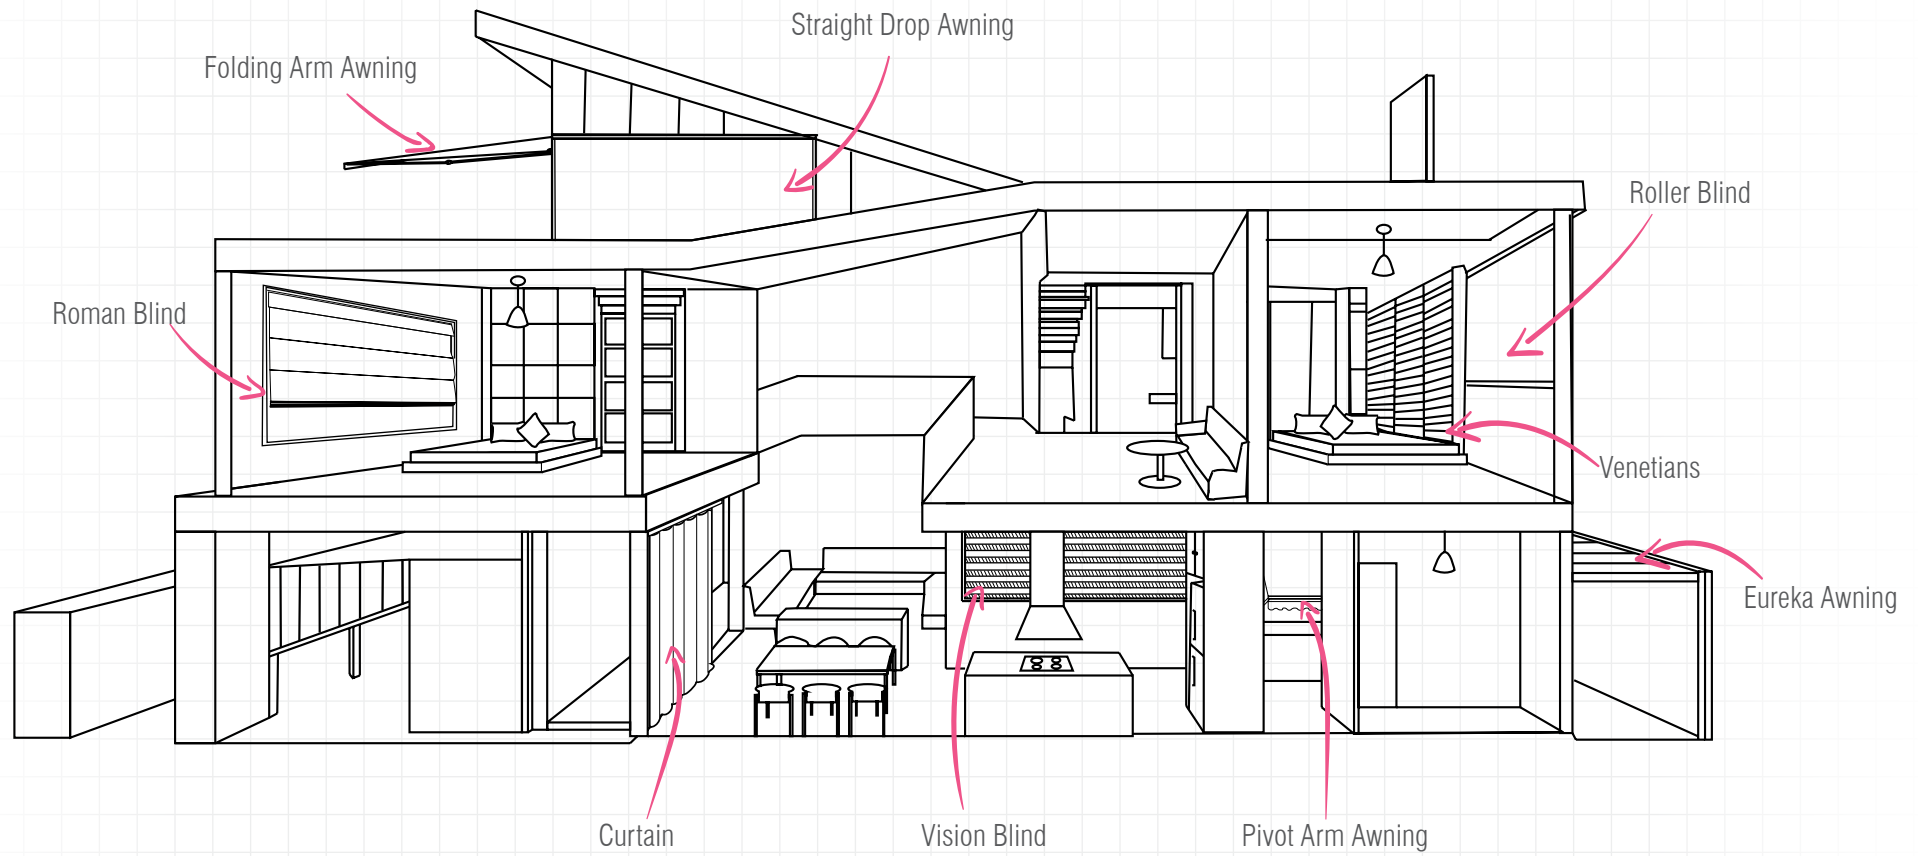 Straight Drop Awning
Folding Arm Awning
Roller Blind
Roman Blind
Venetians
Eureka Awning
Curtain
Vision Blind
Pivot Arm Awning